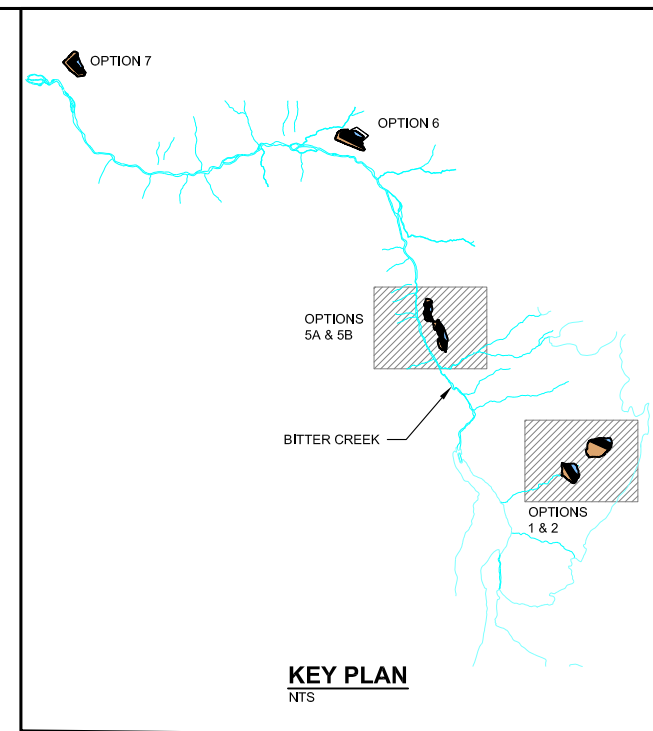 OPTION 7
OPTION 6
OPTIONS
5A & 5B
BITTER CREEK
OPTIONS
1 & 2
KEY PLAN
NTS